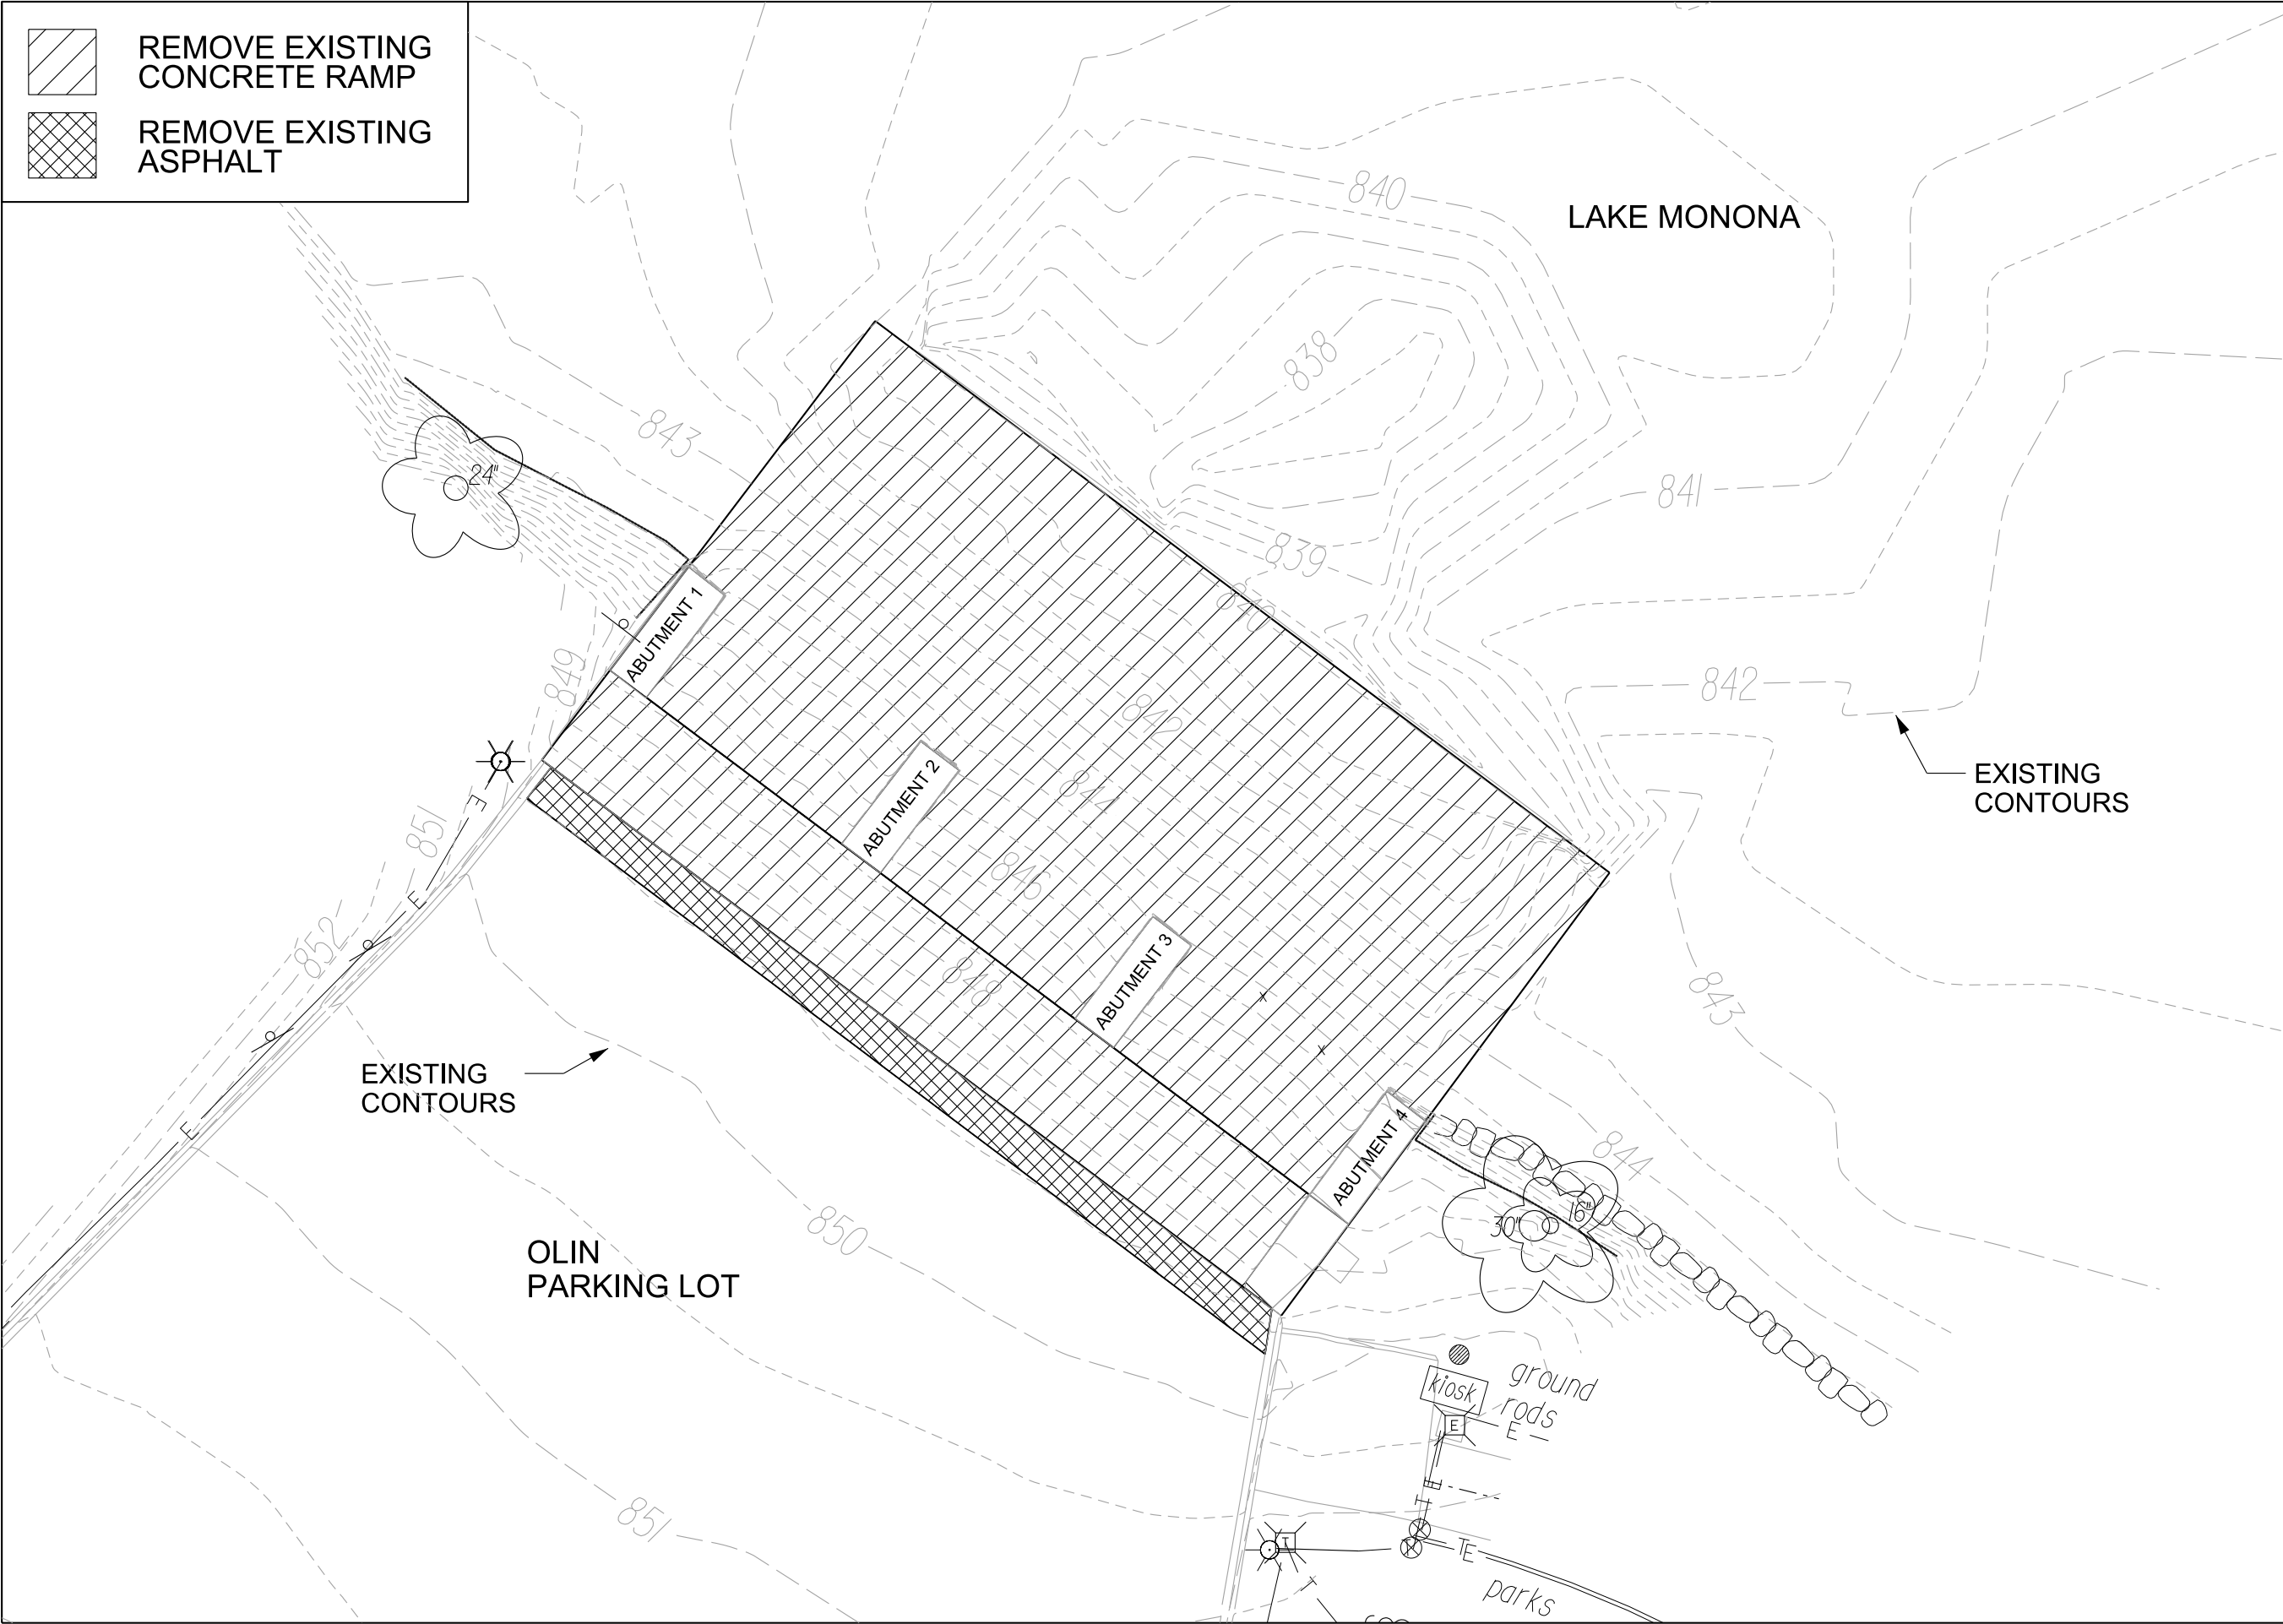 REMOVE EXISTING
CONCRETE RAMP
REMOVE EXISTING
ASPHALT
840
LAKE MONONA
838
843
24"
841
839
840
ABUTMENT 1
849
842
842
EXISTING
CONTOURS
844
ABUTMENT 2
E
851
846
E
852
848
ABUTMENT 3
X
843
X
EXISTING
CONTOURS
E
ABUTMENT 4
844
16"
30"
850
OLIN
PARKING LOT
ground
rods
kiosk
E
E
E
T
851
T
TE
T
parks